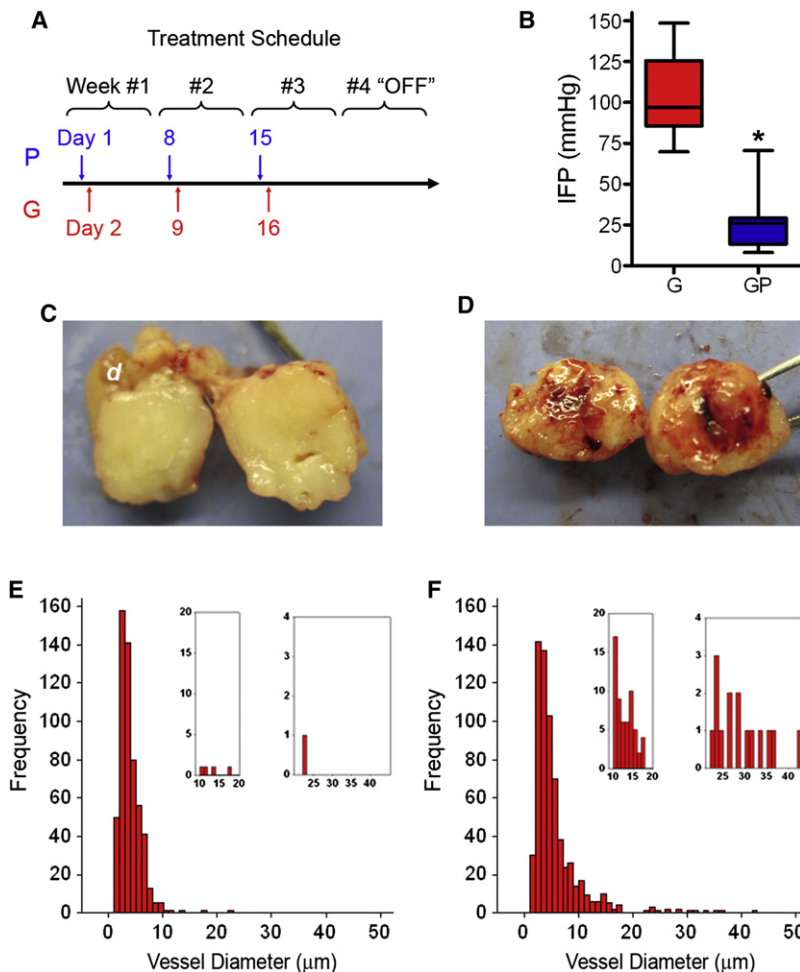 A
Treatment Schedule
Week #1 #2 #3 #4 "OFF"
P
Day 1 8 15
G
Day 2 9 16
B
IFP (mmHg)
150
125
100
75
50
25
0
*
G GP
C
d
D
E
Frequency
160
140
120
100
80
60
40
20
0
0 10 20 30 40 50
Vessel Diameter (μm)
20
15
10
5
0
10 15 20
4
3
2
1
0
25 30 35 40
F
Frequency
160
140
120
100
80
60
40
20
0
0 10 20 30 40 50
Vessel Diameter (μm)
20
15
10
5
0
10 15 20
4
3
2
1
0
25 30 35 40